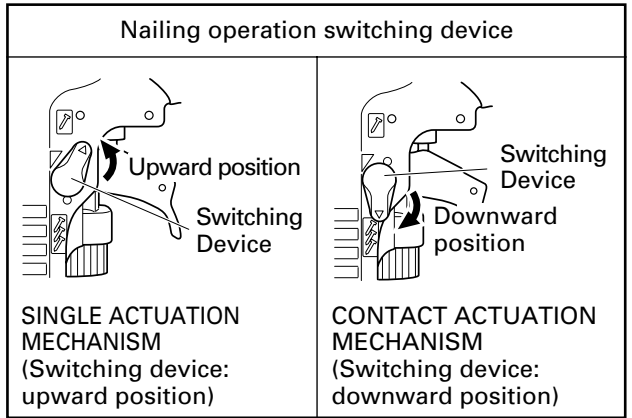 Nailing operation switching device
Upward position
Switching
Device
SINGLE ACTUATION
MECHANISM
(Switching device:
upward position)
Switching
Device
Downward
position
CONTACT ACTUATION
MECHANISM
(Switching device:
downward position)